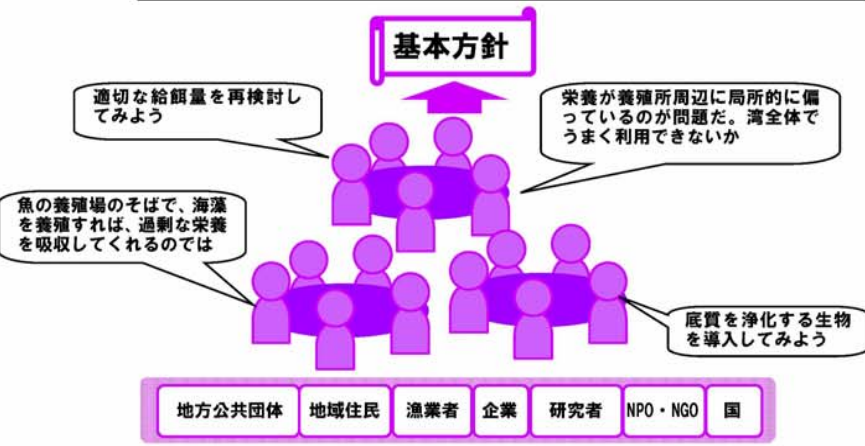 基本方針
適切な給餌量を再検討し
てみよう
栄養が養殖所周辺に局所的に偏
っているのが問題だ。湾全体で
うまく利用できないか
魚の養殖場のそばで、海藻
を養殖すれば、過剰な栄養
を吸収してくれるのでは
底質を浄化する生物
を導入してみよう
地方公共団体 地域住民 漁業者 企業 研究者 NPO・NGO 国